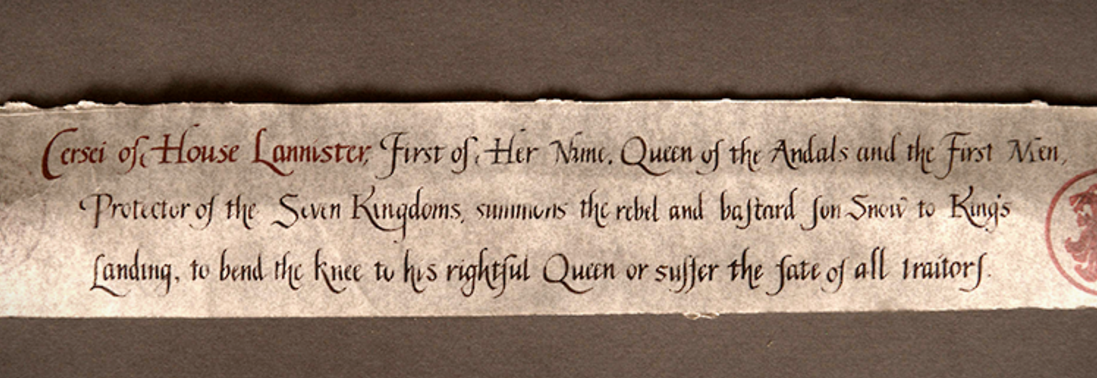 Cersei of House Lannister, First of Her Name, Queen of the Andals and the First Men,
Protector of the Seven Kingdoms, summons the rebel and baſtard Jon Snow to King's
Landing, to bend the knee to his rightful Queen or suffer the fate of all traitorſ.